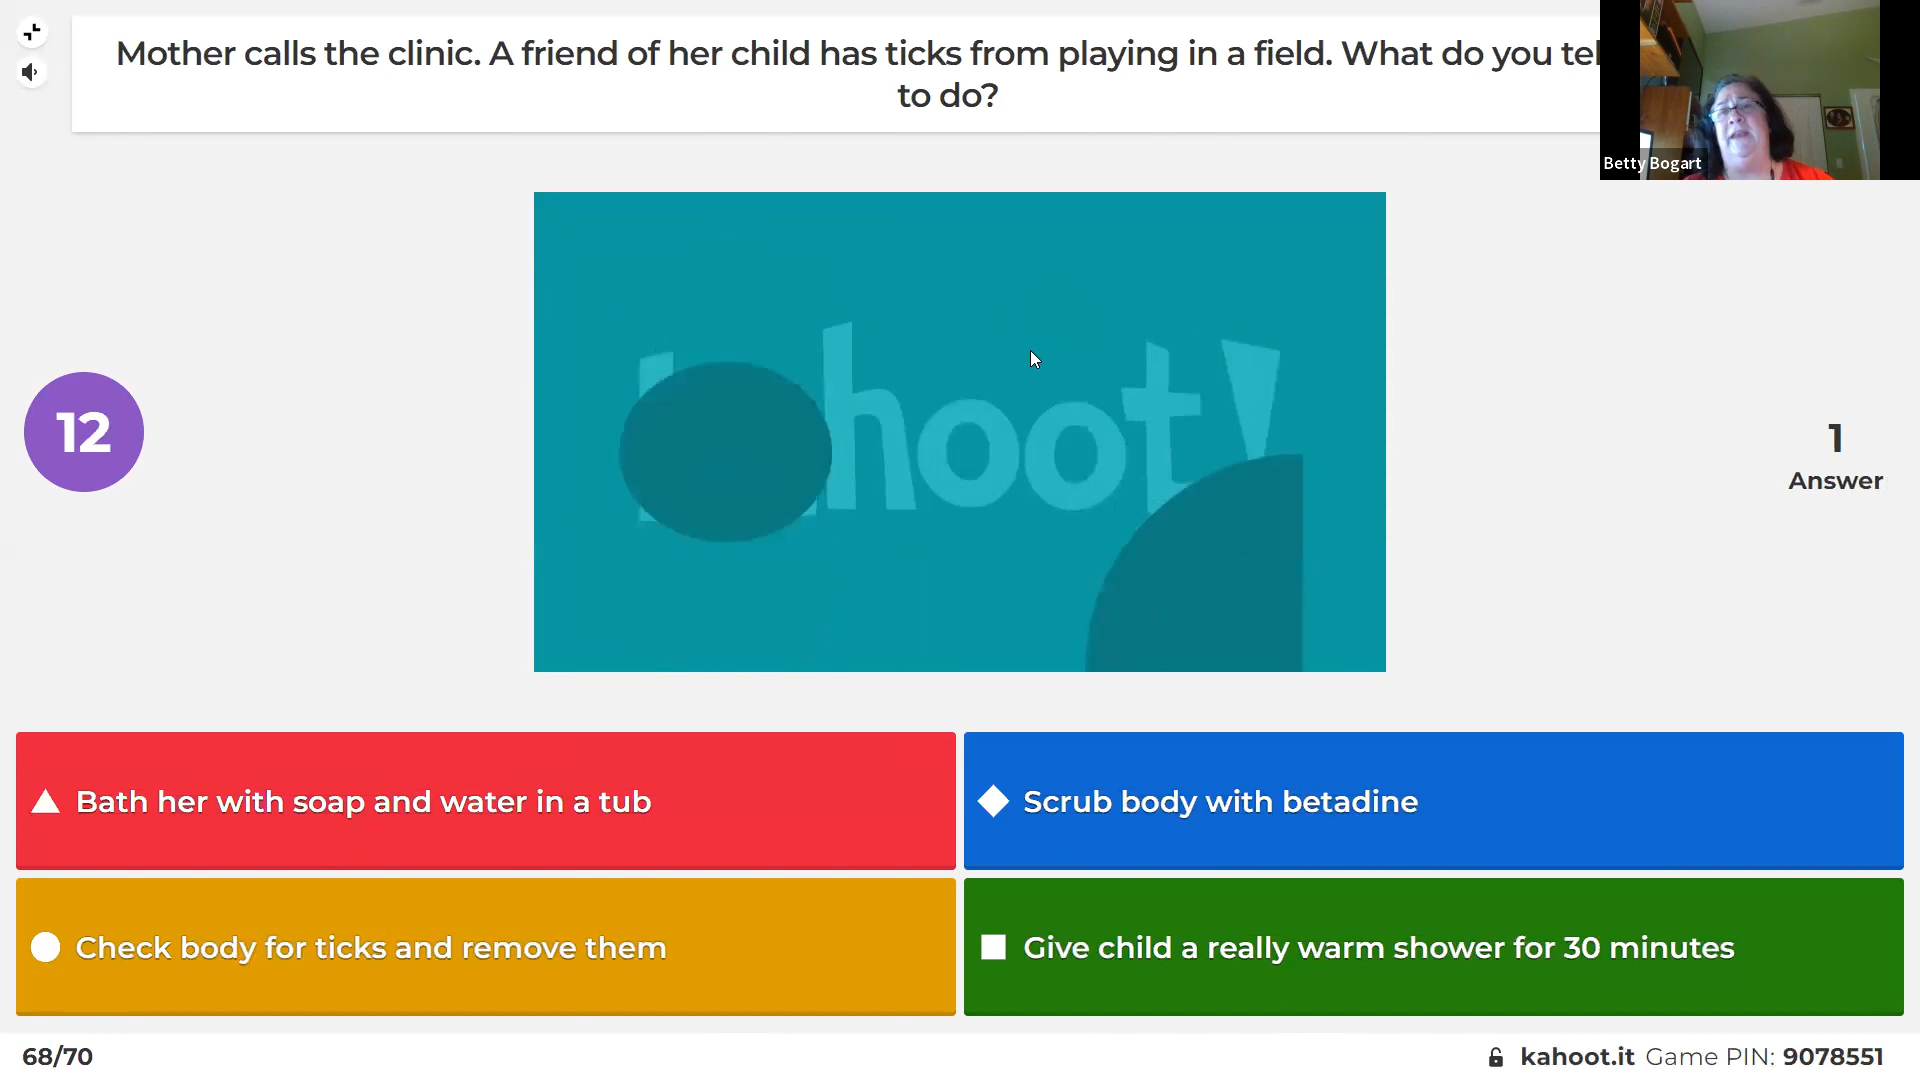 Mother calls the clinic. A friend of her child has ticks from playing in a field. What do you
to do?
Betty Bogart
hoot!
12
1
Answer
Bath her with soap and water in a tub
Scrub body with betadine
Check body for ticks and remove them
Give child a really warm shower for 30 minutes
68/70
kahoot.it Game PIN: 9078551